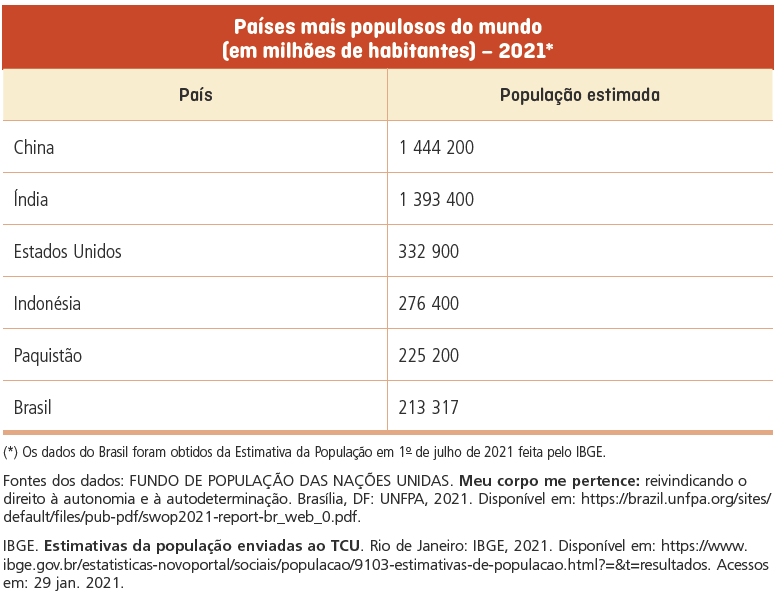 Países mais populosos do mundo
(em milhões de habitantes) – 2021*
País População estimada
China 1 444 200
Índia 1 393 400
Estados Unidos 332 900
Indonésia 276 400
Paquistão 225 200
Brasil 213 317
(*) Os dados do Brasil foram obtidos da Estimativa da População em 1º de julho de 2021 feita pelo IBGE.
Fontes dos dados: FUNDO DE POPULAÇÃO DAS NAÇÕES UNIDAS. Meu corpo me pertence: reivindicando o
direito à autonomia e à autodeterminação. Brasília, DF: UNFPA, 2021. Disponível em: https://brazil.unfpa.org/sites/
default/files/pub-pdf/swop2021-report-br_web_0.pdf.
IBGE. Estimativas da população enviadas ao TCU. Rio de Janeiro: IBGE, 2021. Disponível em: https://www.
ibge.gov.br/estatisticas-novoportal/sociais/populacao/9103-estimativas-de-populacao.html?=&t=resultados. Acessos
em: 29 jan. 2021.